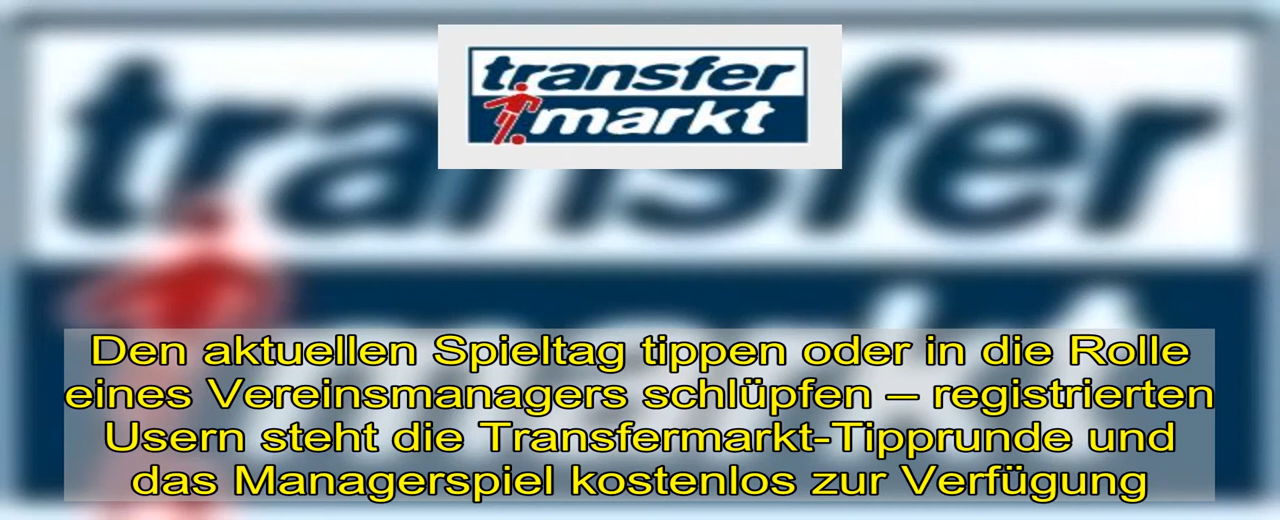 transfer
markt
Den aktuellen Spieltag tippen oder in die Rolle
eines Vereinsmanagers schlüpfen – registrierten
Usern steht die Transfermarkt-Tipprunde und
das Managerspiel kostenlos zur Verfügung